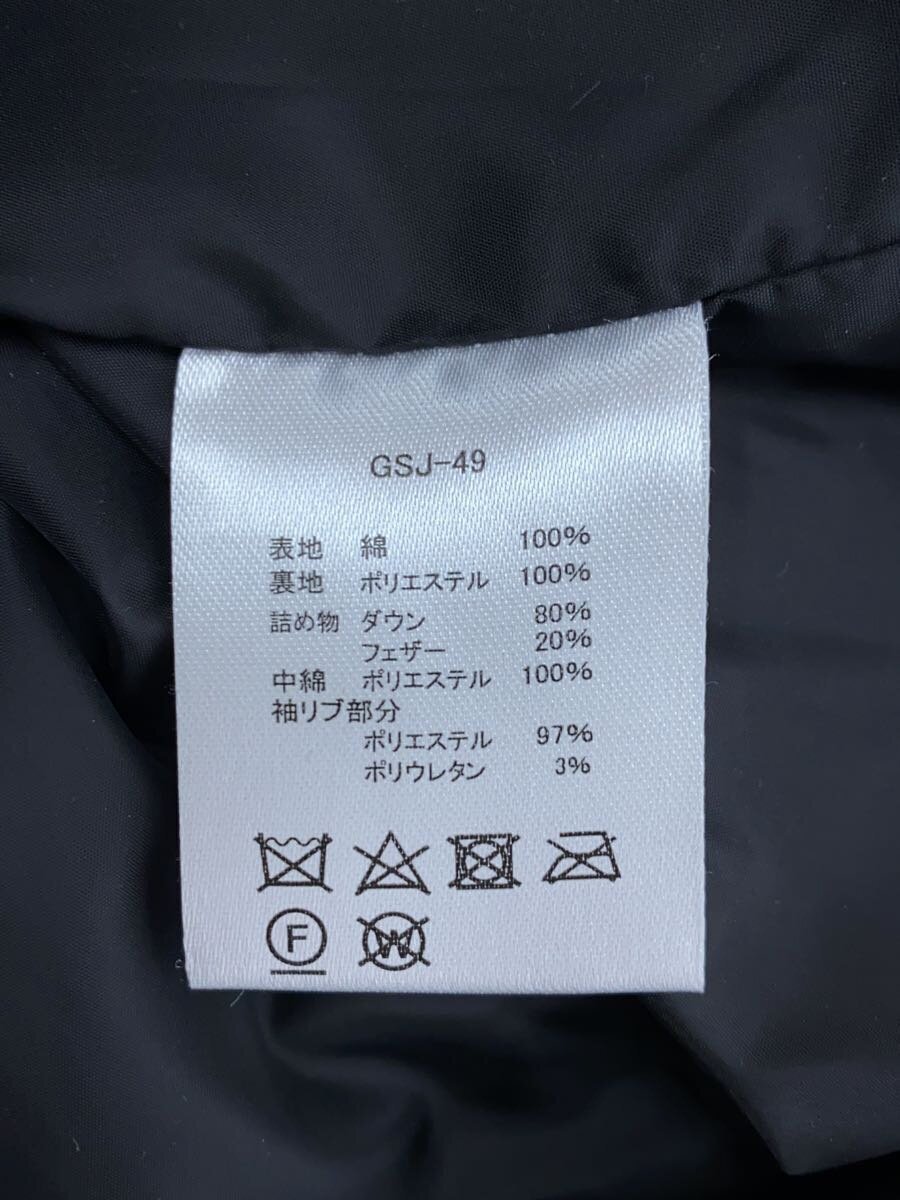 GSJ-49
表地 綿 100%
裏地 ポリエステル 100%
詰め物 ダウン 80%
フェザー 20%
中綿 ポリエステル 100%
袖リブ部分
ポリエステル 97%
ポリウレタン 3%
F W